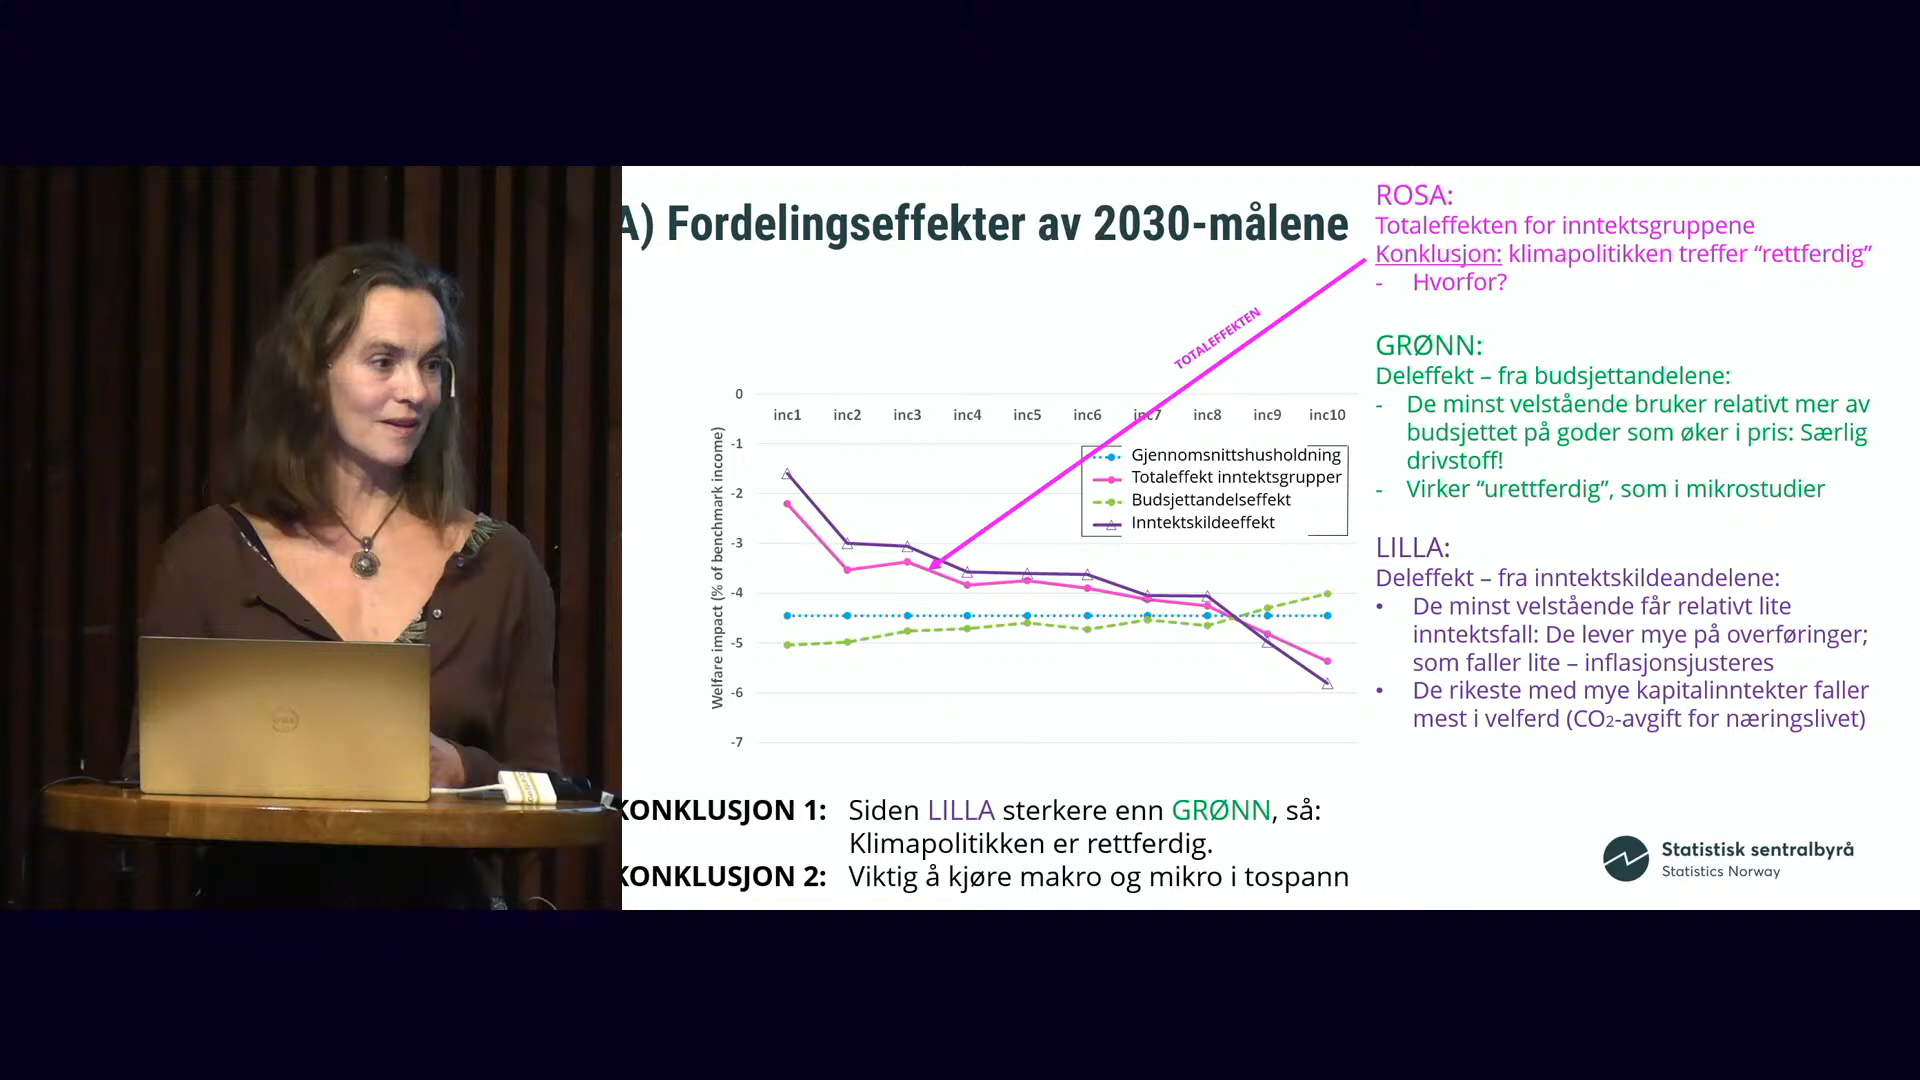 A) Fordelingseffekter av 2030-målene
TOTALEFFEKTEN
Welfare impact (% of benchmark income)
0
-1
-2
-3
-4
-5
-6
-7
inc1 inc2 inc3 inc4 inc5 inc6 inc7 inc8 inc9 inc10
Gjennomsnittshusholdning
Totaleffekt inntektsgrupper
Budsjettandelseffekt
Inntektskildeeffekt
ROSA:
Totaleffekten for inntektsgruppene
Konklusjon: klimapolitikken treffer “rettferdig”
- Hvorfor?
GRØNN:
Deleffekt – fra budsjettandelene:
- De minst velstående bruker relativt mer av
budsjettet på goder som øker i pris: Særlig
drivstoff!
- Virker “urettferdig”, som i mikrostudier
LILLA:
Deleffekt – fra inntektskildeandelene:
• De minst velstående får relativt lite
inntektsfall: De lever mye på overføringer;
som faller lite – inflasjonsjusteres
• De rikeste med mye kapitalinntekter faller
mest i velferd (CO₂-avgift for næringslivet)
KONKLUSJON 1: Siden LILLA sterkere enn GRØNN, så:
Klimapolitikken er rettferdig.
KONKLUSJON 2: Viktig å kjøre makro og mikro i tospann
Statistisk sentralbyrå
Statistics Norway